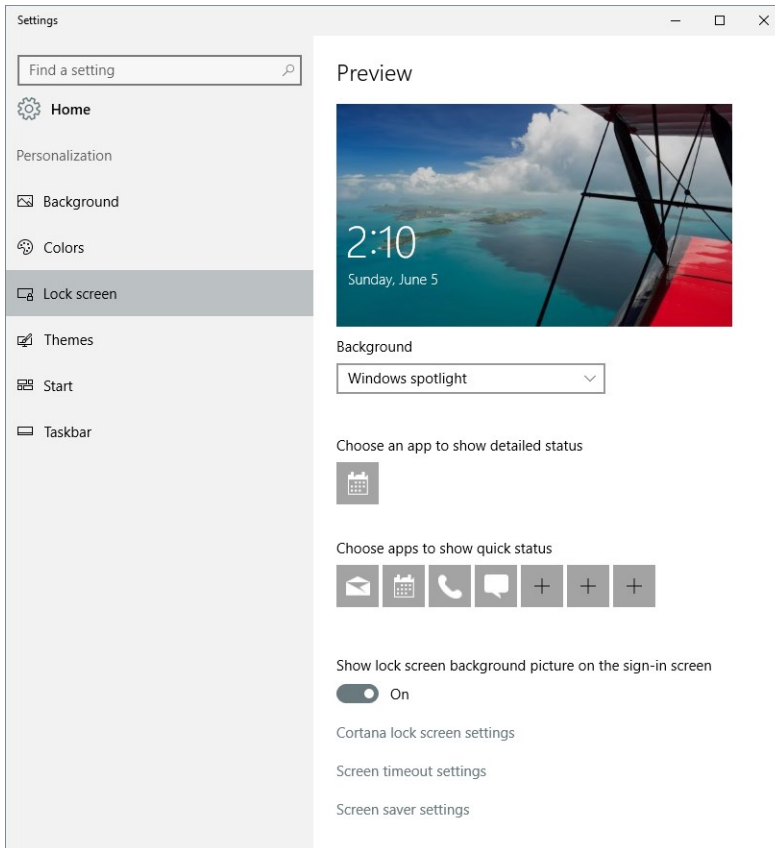 Settings
Find a setting
Home
Personalization
Background
Colors
Lock screen
Themes
Start
Taskbar
Preview
2:10
Sunday, June 5
Background
Windows spotlight
Choose an app to show detailed status
Choose apps to show quick status
Show lock screen background picture on the sign-in screen
On
Cortana lock screen settings
Screen timeout settings
Screen saver settings